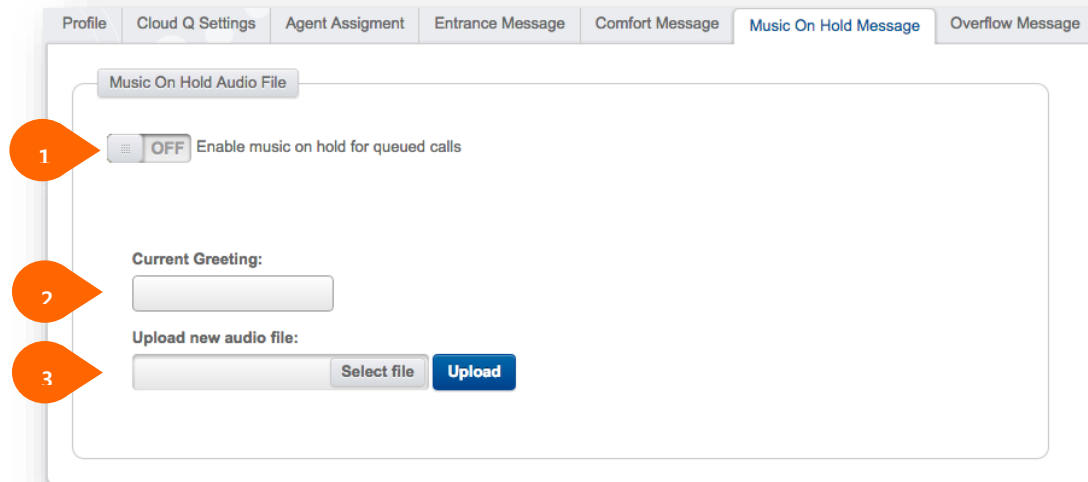 Profile Cloud Q Settings Agent Assigment Entrance Message Comfort Message Music On Hold Message Overflow Message
Music On Hold Audio File
1 OFF Enable music on hold for queued calls
Current Greeting:
2
Upload new audio file:
3 Select file Upload